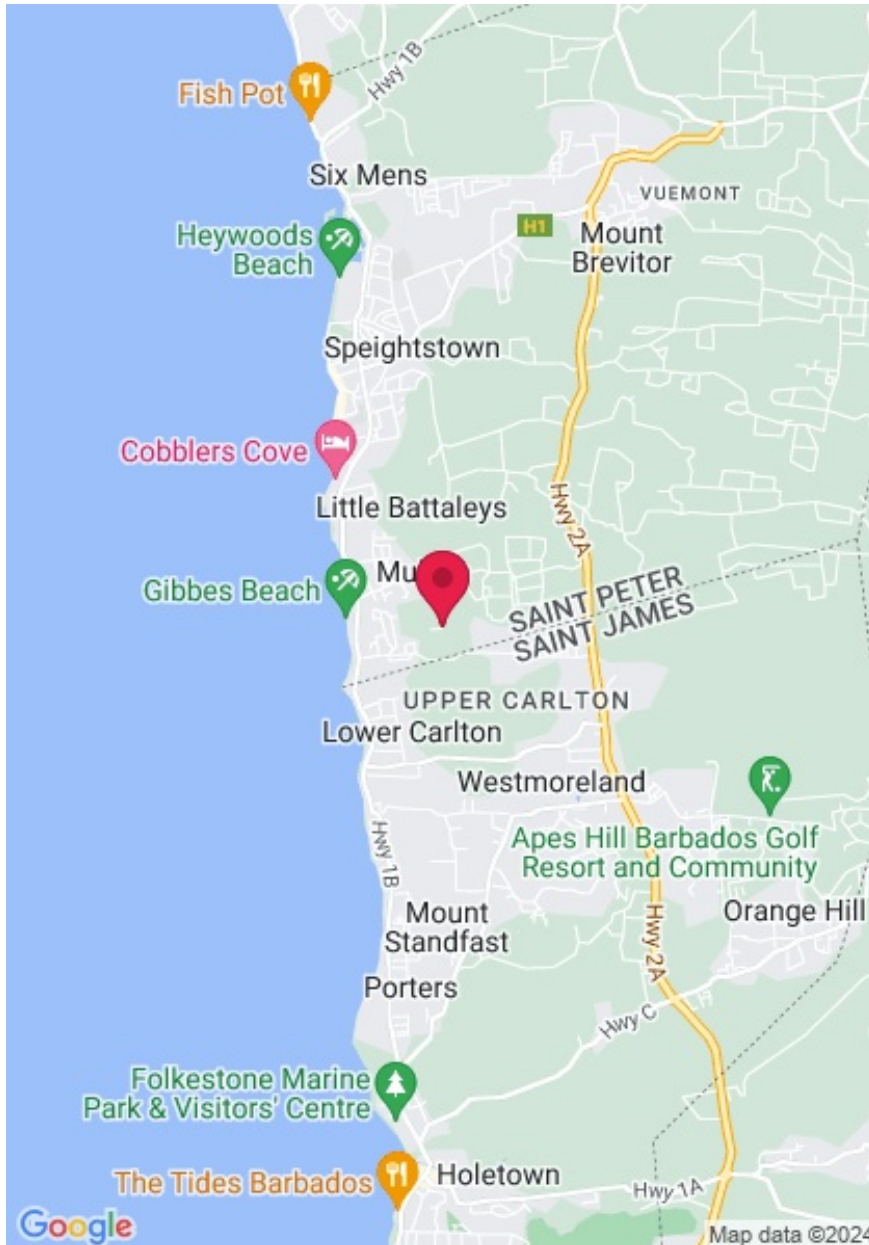 Fish Pot
Hwy 1B
Six Mens
VUEMONT
H1
Heywoods
Beach
Mount
Brevitor
Speightstown
Cobblers Cove
Little Battaleys
Hwy 2A
Mu
Gibbes Beach
SAINT PETER
SAINT JAMES
UPPER CARLTON
Lower Carlton
Westmoreland
Hwy 1B
Apes Hill Barbados Golf
Resort and Community
Mount
Standfast
Orange Hill
Hwy 2A
Porters
Hwy C
Folkestone Marine
Park & Visitors' Centre
The Tides Barbados
Holetown
Hwy 1A
Google
Map data ©2024